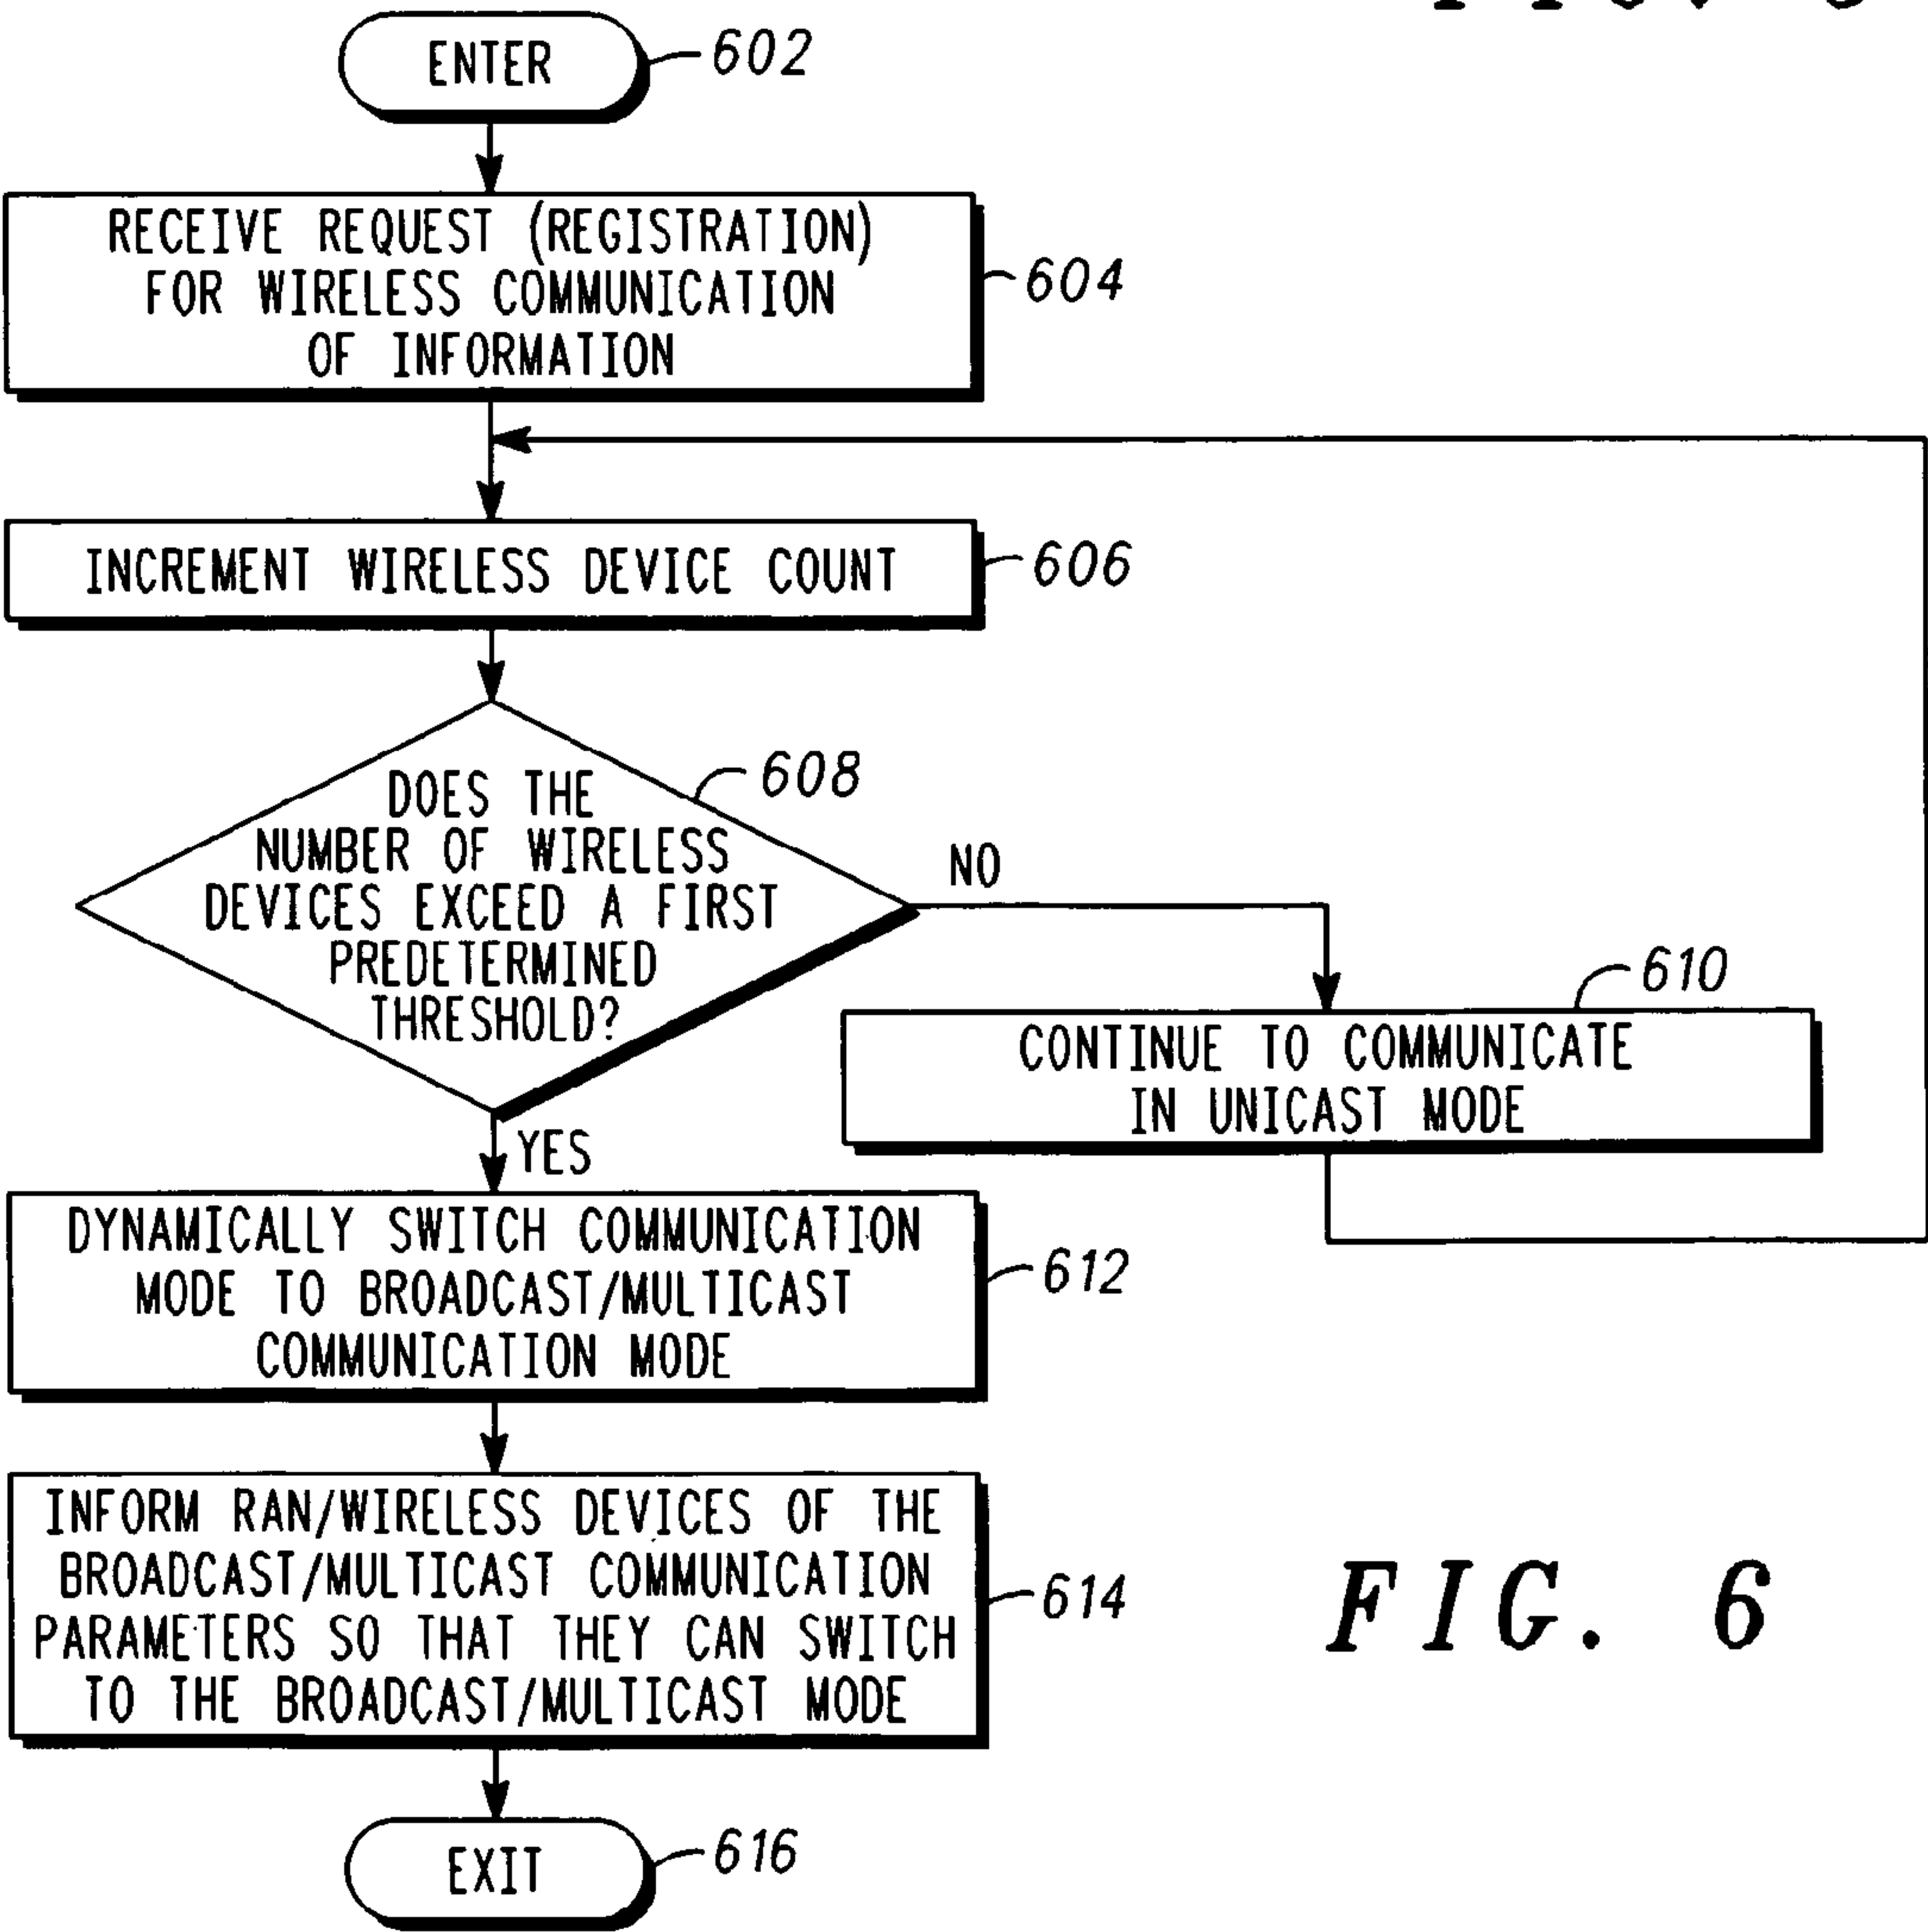 ENTER
602
RECEIVE REQUEST (REGISTRATION)
FOR WIRELESS COMMUNICATION
OF INFORMATION
604
INCREMENT WIRELESS DEVICE COUNT
606
DOES THE
NUMBER OF WIRELESS
DEVICES EXCEED A FIRST
PREDETERMINED
THRESHOLD?
608
NO
CONTINUE TO COMMUNICATE
IN UNICAST MODE
610
YES
DYNAMICALLY SWITCH COMMUNICATION
MODE TO BROADCAST/MULTICAST
COMMUNICATION MODE
612
INFORM RAN/WIRELESS DEVICES OF THE
BROADCAST/MULTICAST COMMUNICATION
PARAMETERS SO THAT THEY CAN SWITCH
TO THE BROADCAST/MULTICAST MODE
614
FIG. 6
EXIT
616